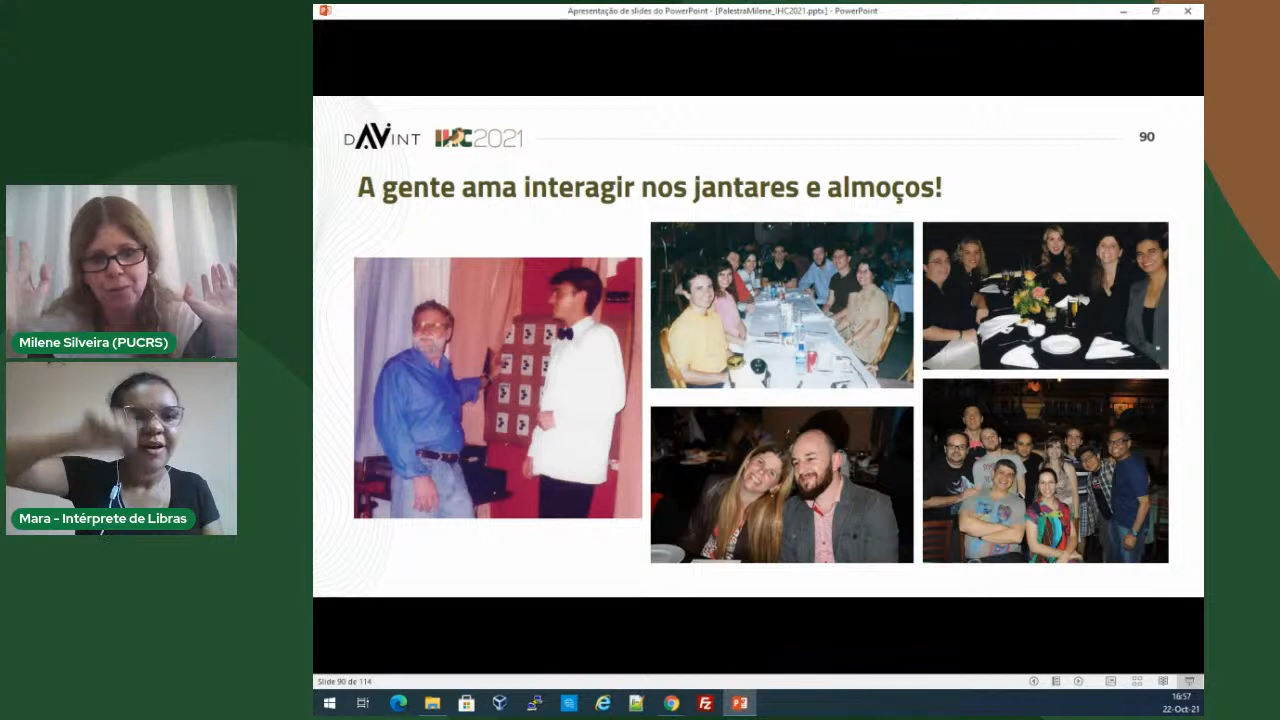 Apresentação de slides do PowerPoint - [PalestraMilene_IHC2021.pptx] - PowerPoint
DAVINT IHC2021
90
A gente ama interagir nos jantares e almoços!
Milene Silveira (PUCRS)
Mara - Intérprete de Libras
Slide 90 de 114
16:57
22-Oct-21